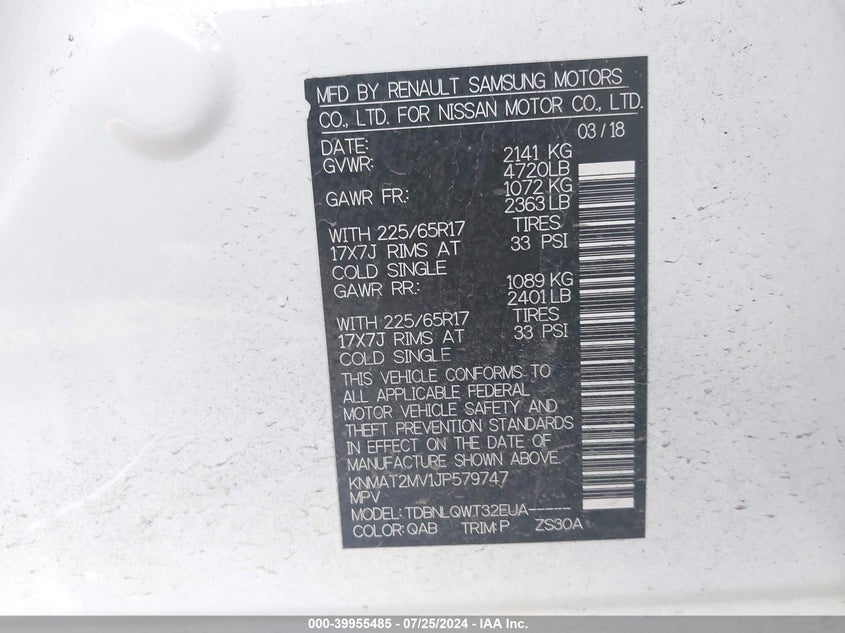 MFD BY RENAULT SAMSUNG MOTORS
CO., LTD. FOR NISSAN MOTOR CO., LTD.
DATE: 03/18
GVWR: 2141 KG
4720LB
GAWR FR: 1072 KG
2363LB
WITH 225/65R17 TIRES
17X7J RIMS AT 33 PSI
COLD SINGLE
GAWR RR: 1089 KG
2401LB
WITH 225/65R17 TIRES
17X7J RIMS AT 33 PSI
COLD SINGLE
THIS VEHICLE CONFORMS TO
ALL APPLICABLE FEDERAL
MOTOR VEHICLE SAFETY AND
THEFT PREVENTION STANDARDS
IN EFFECT ON THE DATE OF
MANUFACTURE SHOWN ABOVE.
KNMAT2MV1JP579747
MPV
MODEL: TDBNLQWT32EUA------
COLOR: QAB TRIM:P ZS30A
000-39955485 - 07/25/2024 - IAA Inc.